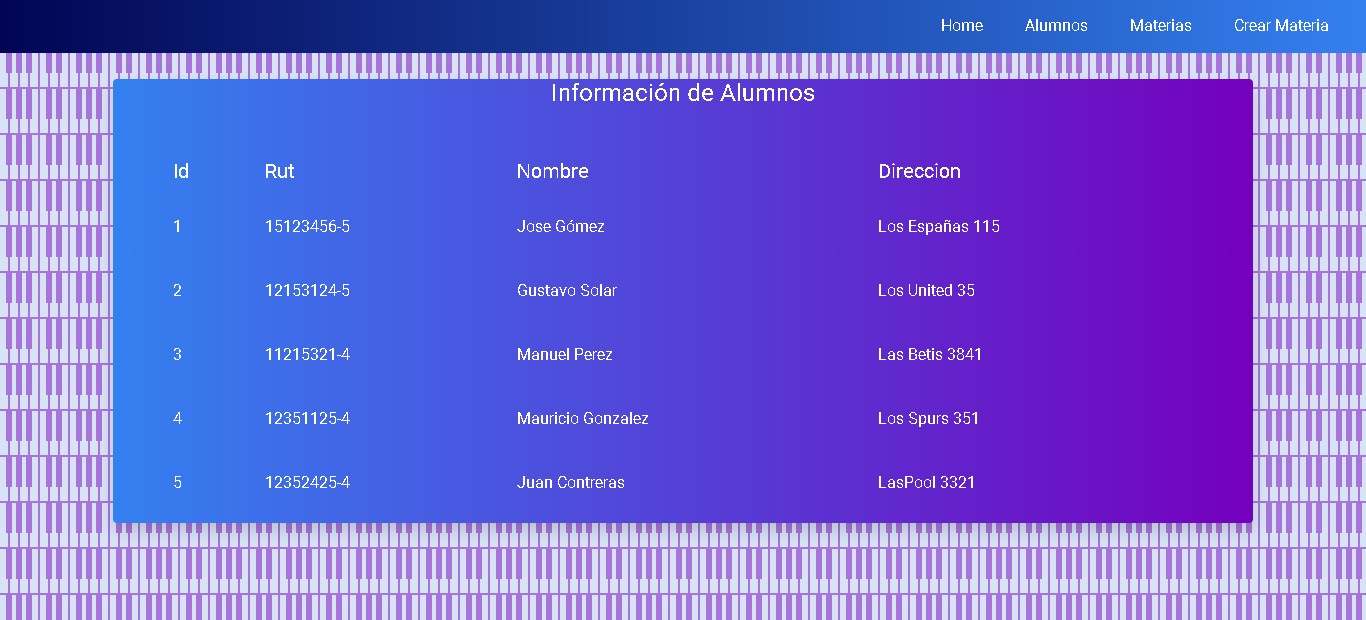 Home Alumnos Materias Crear Materia
Información de Alumnos
Id Rut Nombre Direccion
1 15123456-5 Jose Gómez Los Españas 115
2 12153124-5 Gustavo Solar Los United 35
3 11215321-4 Manuel Perez Las Betis 3841
4 12351125-4 Mauricio Gonzalez Los Spurs 351
5 12352425-4 Juan Contreras LasPool 3321